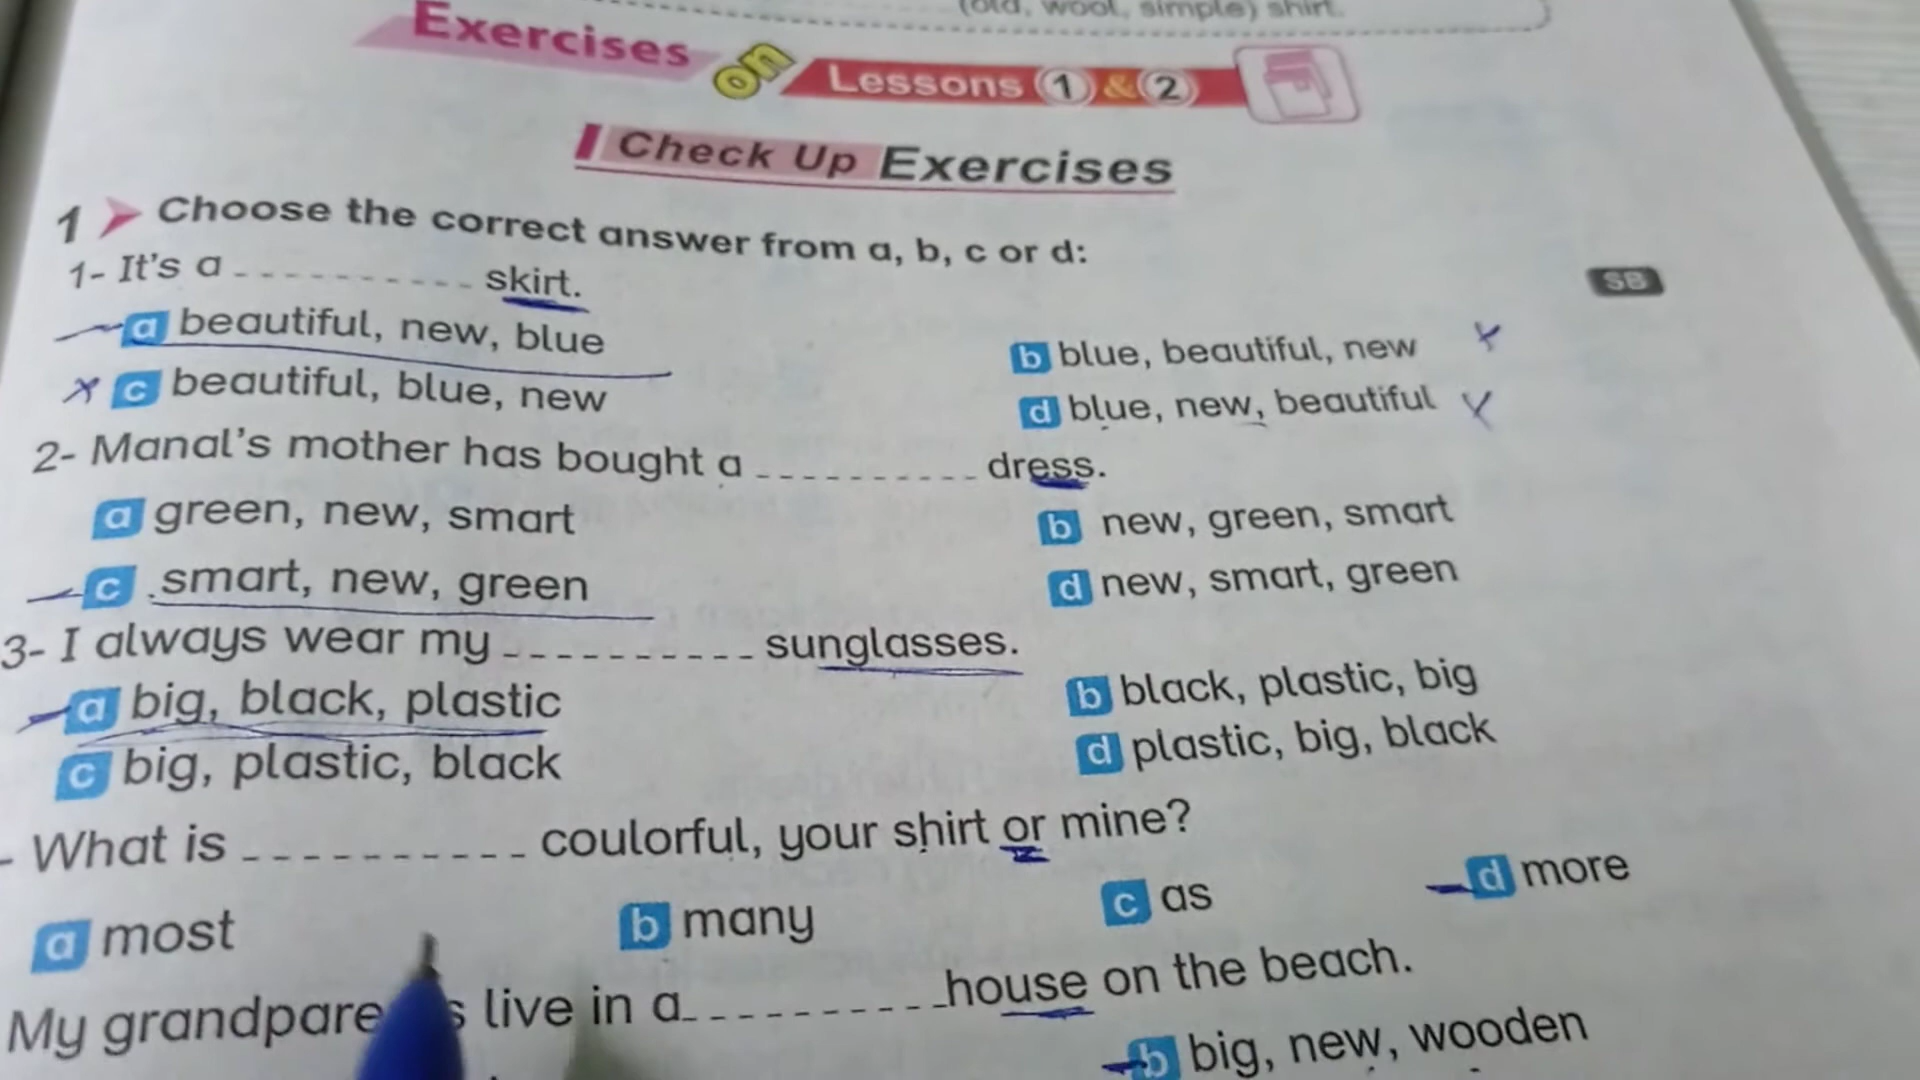 (old, wool, simple) shirt.
Exercises on Lessons 1 & 2
Check Up Exercises
1 Choose the correct answer from a, b, c or d:
1- It's a ---------- skirt. SB
a beautiful, new, blue b blue, beautiful, new
c beautiful, blue, new d blue, new, beautiful
2- Manal's mother has bought a ---------- dress.
a green, new, smart b new, green, smart
c smart, new, green d new, smart, green
3- I always wear my ---------- sunglasses.
a big, black, plastic b black, plastic, big
c big, plastic, black d plastic, big, black
- What is ---------- coulorful, your shirt or mine?
a most b many c as d more
My live in a ---------- house on the beach.
b big, new, wooden